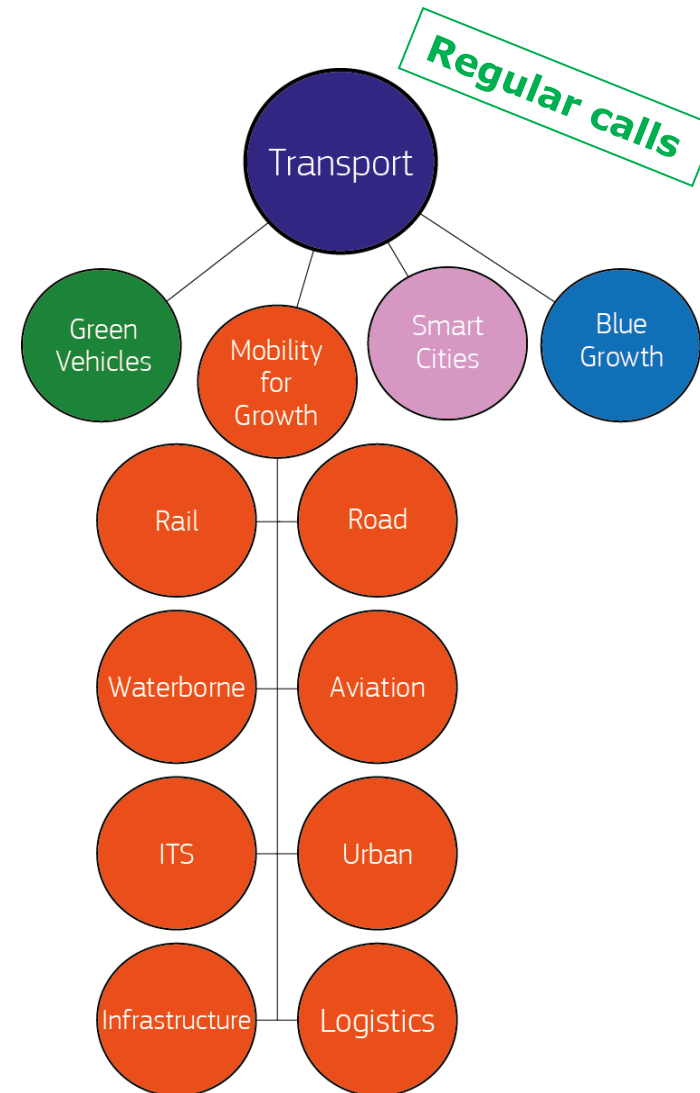 Regular calls
Transport
Green
Vehicles
Mobility
for
Growth
Smart
Cities
Blue
Growth
Rail
Road
Waterborne
Aviation
ITS
Urban
Infrastructure
Logistics